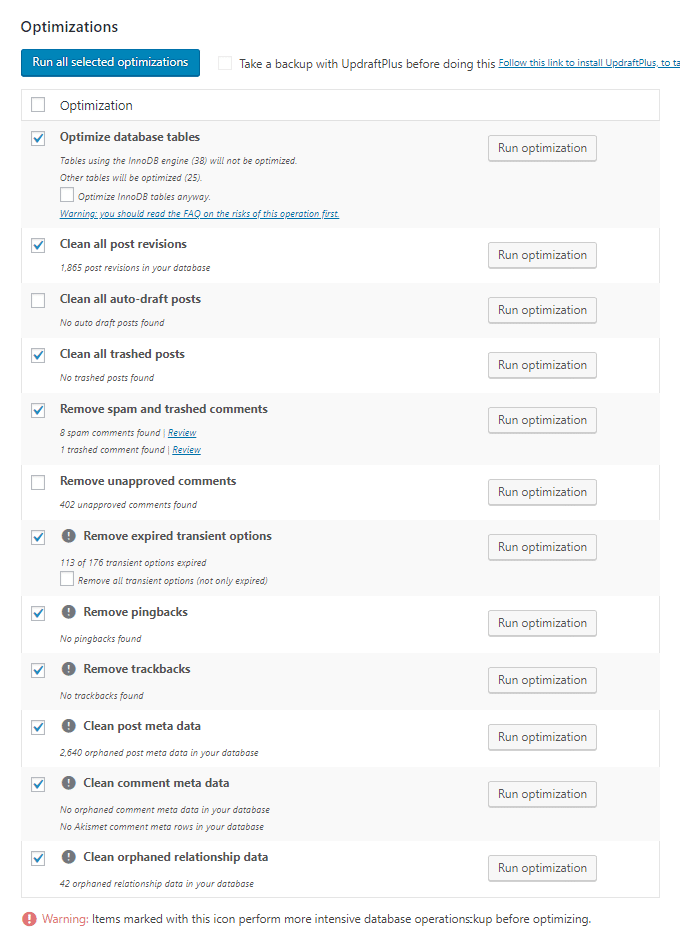 Optimizations
Run all selected optimizations
Take a backup with UpdraftPlus before doing this Follow this link to install UpdraftPlus, to ta
Optimization
Optimize database tables
Run optimization
Tables using the InnoDB engine (38) will not be optimized.
Other tables will be optimized (25).
Optimize InnoDB tables anyway.
Warning: you should read the FAQ on the risks of this operation first.
Clean all post revisions
Run optimization
1,865 post revisions in your database
Clean all auto-draft posts
Run optimization
No auto draft posts found
Clean all trashed posts
Run optimization
No trashed posts found
Remove spam and trashed comments
Run optimization
8 spam comments found | Review
1 trashed comment found | Review
Remove unapproved comments
Run optimization
402 unapproved comments found
Remove expired transient options
Run optimization
113 of 176 transient options expired
Remove all transient options (not only expired)
Remove pingbacks
Run optimization
No pingbacks found
Remove trackbacks
Run optimization
No trackbacks found
Clean post meta data
Run optimization
2,640 orphaned post meta data in your database
Clean comment meta data
Run optimization
No orphaned comment meta data in your database
No Akismet comment meta rows in your database
Clean orphaned relationship data
Run optimization
42 orphaned relationship data in your database
Warning: Items marked with this icon perform more intensive database operations:kup before optimizing.